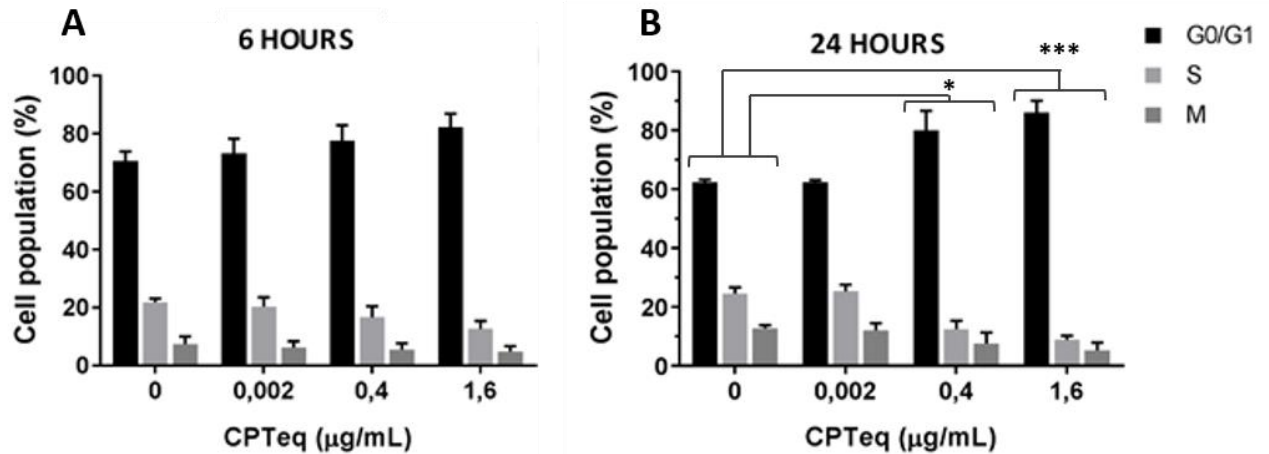 A
6 HOURS
Cell population (%)
100
80
60
40
20
0
0 0,002 0,4 1,6
CPTeq (μg/mL)
B
24 HOURS
Cell population (%)
100
80
60
40
20
0
0 0,002 0,4 1,6
CPTeq (μg/mL)
***
*
G0/G1
S
M